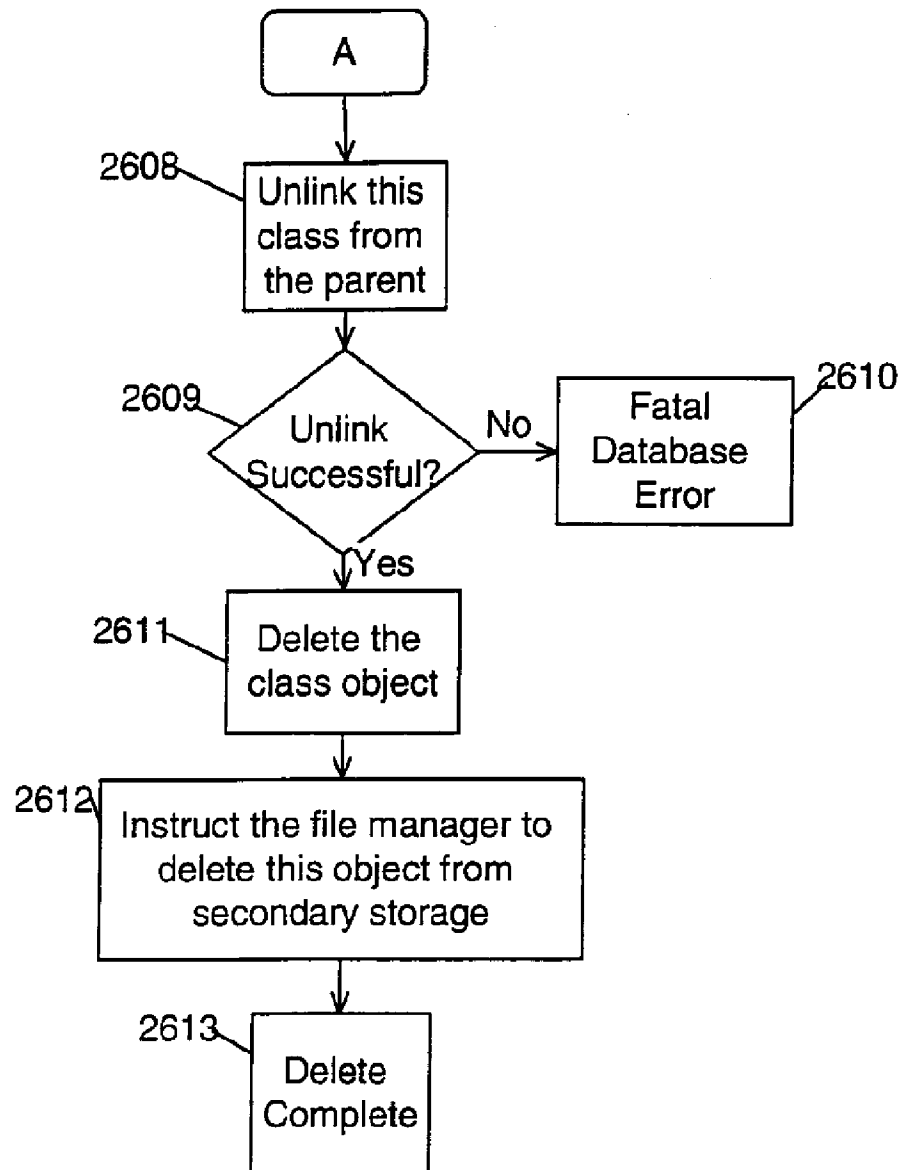 A
2608
Unlink this
class from
the parent
2609
Unlink
Successful?
No
2610
Fatal
Database
Error
Yes
2611
Delete the
class object
2612
Instruct the file manager to
delete this object from
secondary storage
2613
Delete
Complete